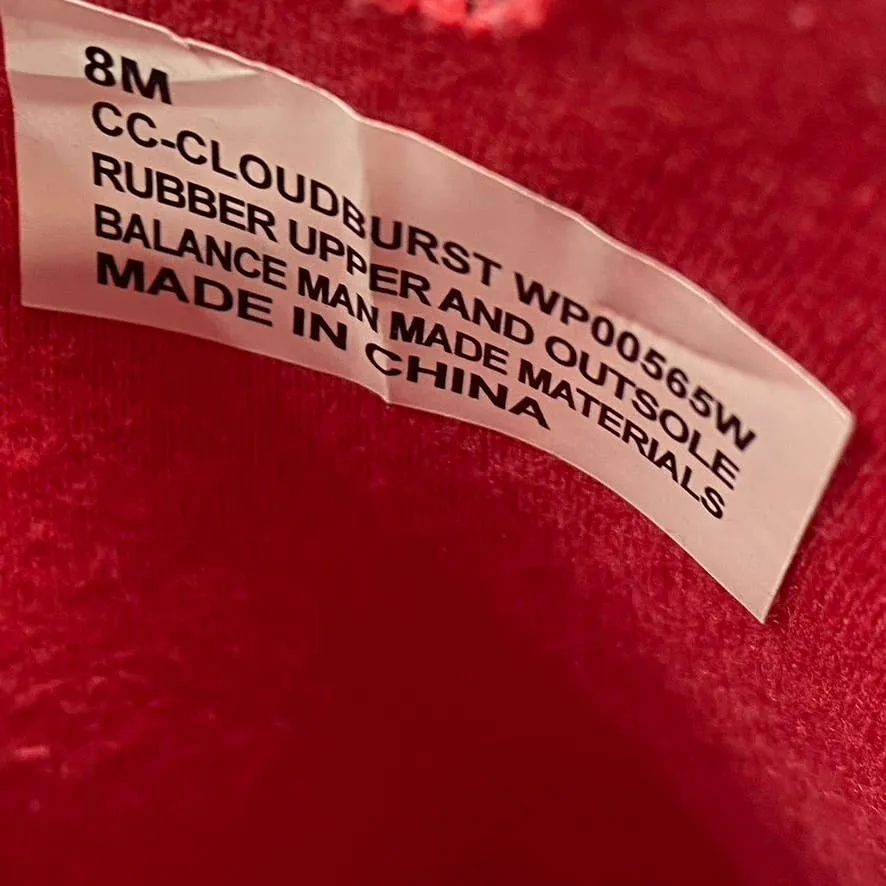 8M
CC-CLOUDBURST WP00565W
RUBBER UPPER AND OUTSOLE
BALANCE MAN MADE MATERIALS
MADE IN CHINA